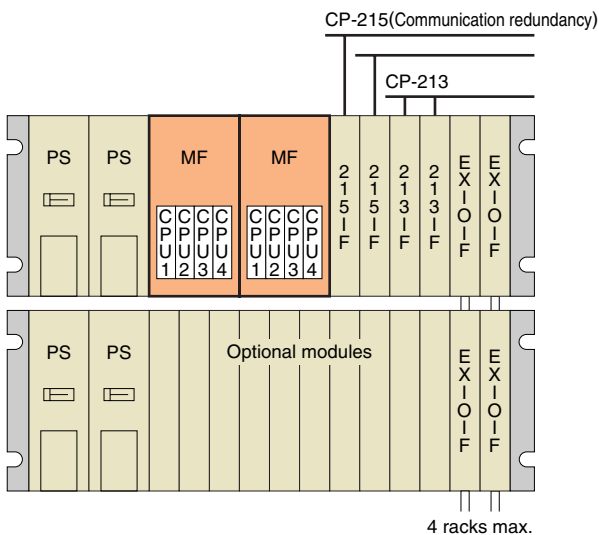 CP-215(Communication redundancy)
CP-213
PS
PS
MF
CPU1
CPU2
CPU3
CPU4
MF
CPU1
CPU2
CPU3
CPU4
215IF
215IF
213IF
213IF
EXIOIF
EXIOIF
PS
PS
Optional modules
EXIOIF
EXIOIF
4 racks max.